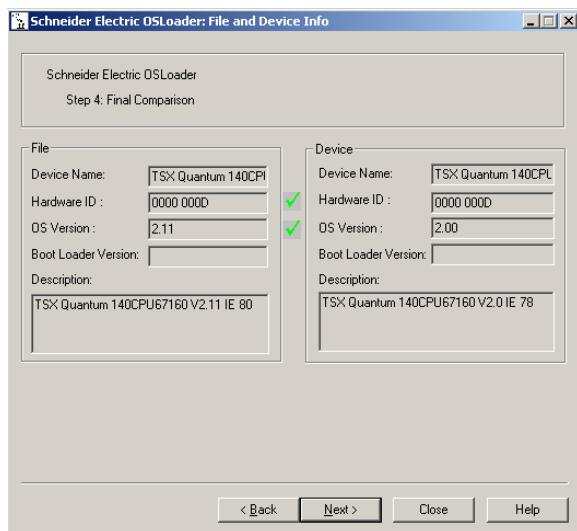 Schneider Electric OSLoader: File and Device Info
Schneider Electric OSLoader
Step 4: Final Comparison
File
Device Name: TSX Quantum 140CPU
Hardware ID : 0000 000D
OS Version : 2.11
Boot Loader Version:
Description:
TSX Quantum 140CPU67160 V2.11 IE 80
Device
Device Name: TSX Quantum 140CPU
Hardware ID : 0000 000D
OS Version : 2.00
Boot Loader Version:
Description:
TSX Quantum 140CPU67160 V2.0 IE 78
< Back Next > Close Help